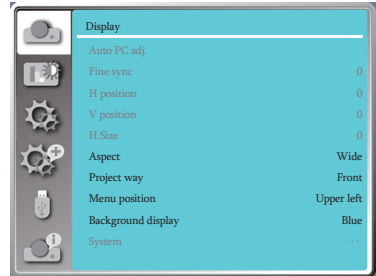 Display
Auto PC adj.
Fine sync 0
H position 0
V position 0
H.Size 0
Aspect Wide
Project way Front
Menu position Upper left
Background display Blue
System ---